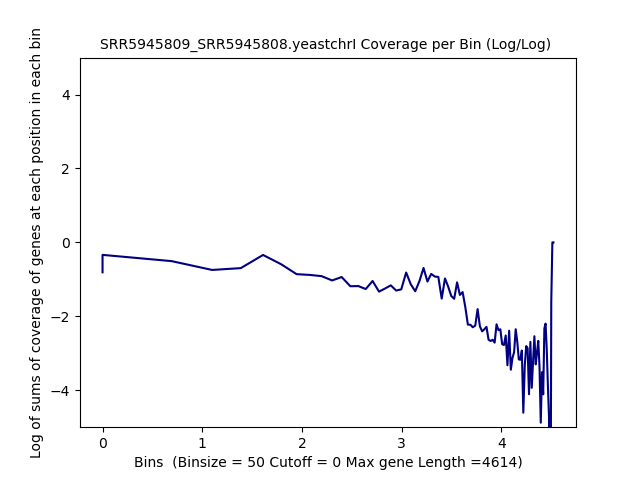 SRR5945809_SRR5945808.yeastchrI Coverage per Bin (Log/Log)
Log of sums of coverage of genes at each position in each bin
4
2
0
−2
−4
0 1 2 3 4
Bins  (Binsize = 50 Cutoff = 0 Max gene Length =4614)